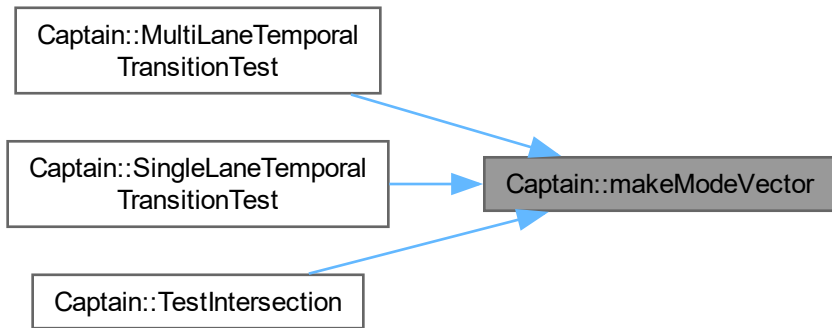 Captain::MultiLaneTemporal
TransitionTest
Captain::SingleLaneTemporal
TransitionTest
Captain::makeModeVector
Captain::TestIntersection